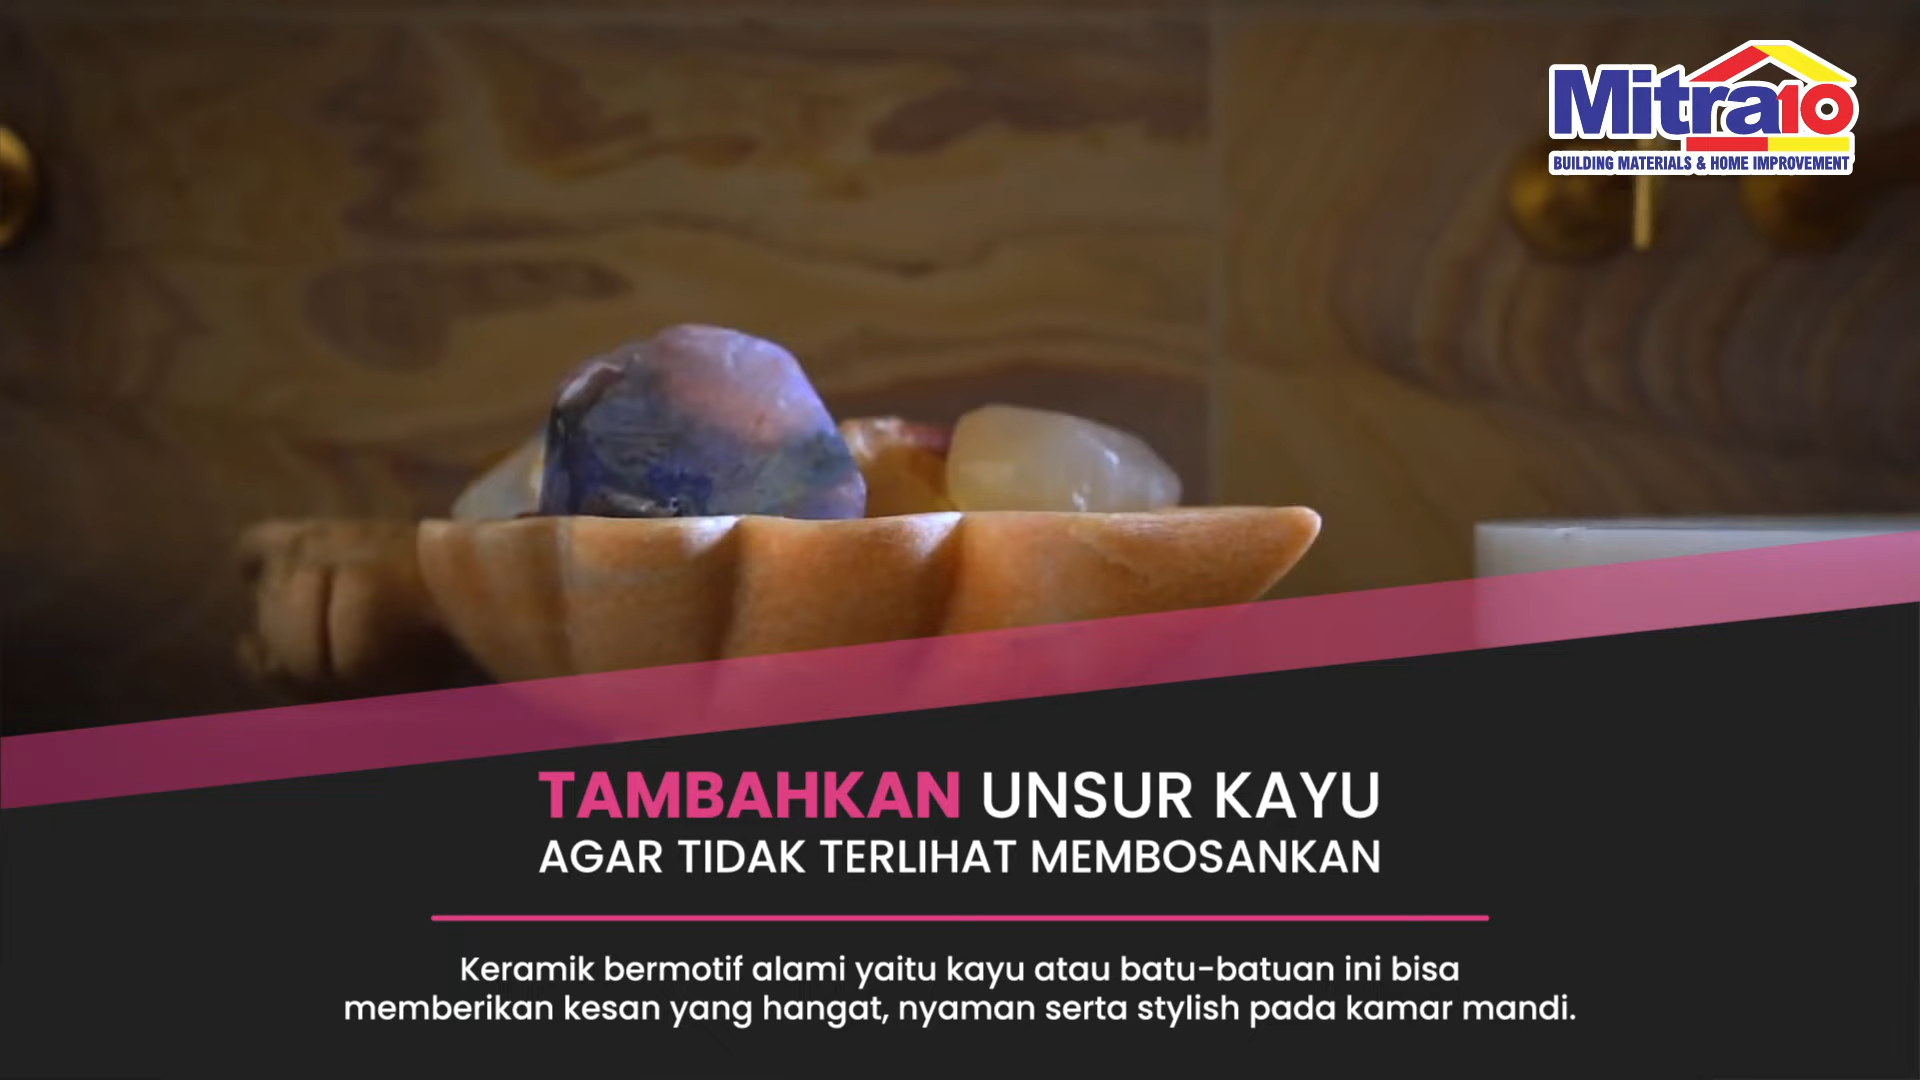 Mitra10
BUILDING MATERIALS & HOME IMPROVEMENT
TAMBAHKAN UNSUR KAYU
AGAR TIDAK TERLIHAT MEMBOSANKAN
Keramik bermotif alami yaitu kayu atau batu-batuan ini bisa
memberikan kesan yang hangat, nyaman serta stylish pada kamar mandi.